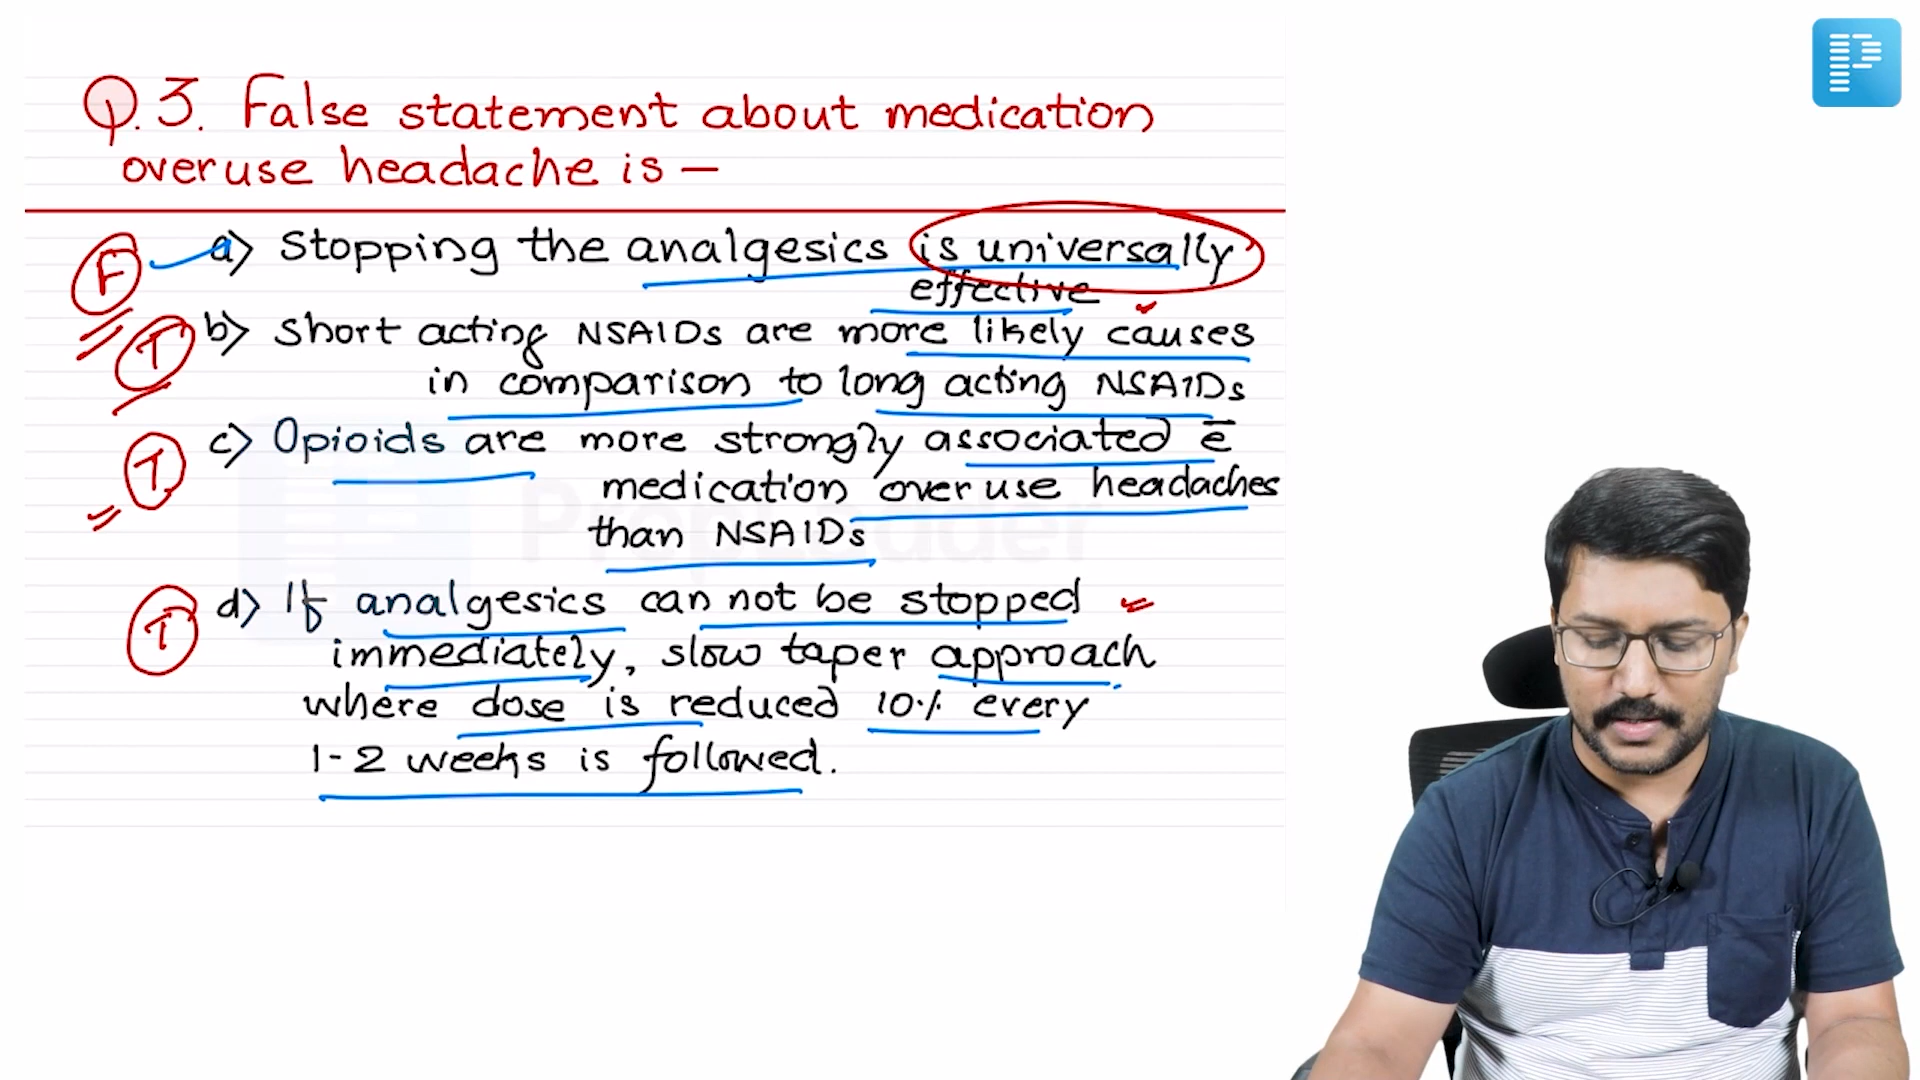 Q.3. False statement about medication
overuse headache is —
F a) Stopping the analgesics is universally
effective
T b) Short acting NSAIDs are more likely causes
in comparison to long acting NSAIDs
T c) Opioids are more strongly associated c̄
medication overuse headaches
than NSAIDs
T d) If analgesics can not be stopped
immediately, slow taper approach
where dose is reduced 10% every
1-2 weeks is followed.
PrepLadder
P